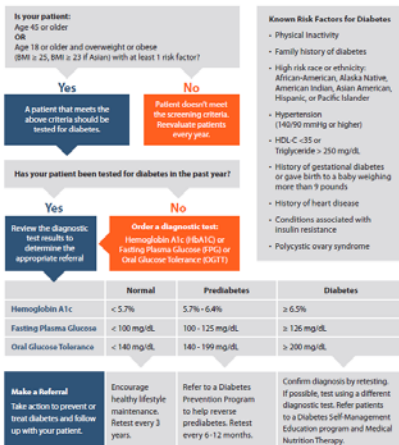 Is your patient:
Age 45 or older
OR
Age 18 or older and overweight or obese
(BMI ≥ 25, BMI ≥ 23 if Asian) with at least 1 risk factor?
Yes
No
A patient that meets the
above criteria should be
tested for diabetes.
Patient doesn't meet
the screening criteria.
Reevaluate patients
every year.
Has your patient been tested for diabetes in the past year?
Yes
No
Review the diagnostic
test results to
determine the
appropriate referral
Order a diagnostic test:
Hemoglobin A1c (HbA1C) or
Fasting Plasma Glucose (FPG) or
Oral Glucose Tolerance (OGTT)
Known Risk Factors for Diabetes
• Physical Inactivity
• Family history of diabetes
• High risk race or ethnicity:
African-American, Alaska Native,
American Indian, Asian American,
Hispanic, or Pacific Islander
• Hypertension
(140/90 mmHg or higher)
• HDL-C <35 or
Triglyceride > 250 mg/dL
• History of gestational diabetes
or gave birth to a baby weighing
more than 9 pounds
• History of heart disease
• Conditions associated with
insulin resistance
• Polycystic ovary syndrome
Normal Prediabetes Diabetes
Hemoglobin A1c < 5.7% 5.7% - 6.4% ≥ 6.5%
Fasting Plasma Glucose < 100 mg/dL 100 - 125 mg/dL ≥ 126 mg/dL
Oral Glucose Tolerance < 140 mg/dL 140 - 199 mg/dL ≥ 200 mg/dL
Make a Referral
Take action to prevent or
treat diabetes and follow
up with your patient.
Encourage
healthy lifestyle
maintenance.
Retest every 3
years.
Refer to a Diabetes
Prevention Program
to help reverse
prediabetes. Retest
every 6-12 months.
Confirm diagnosis by retesting.
If possible, test using a different
diagnostic test. Refer patients
to a Diabetes Self-Management
Education program and Medical
Nutrition Therapy.